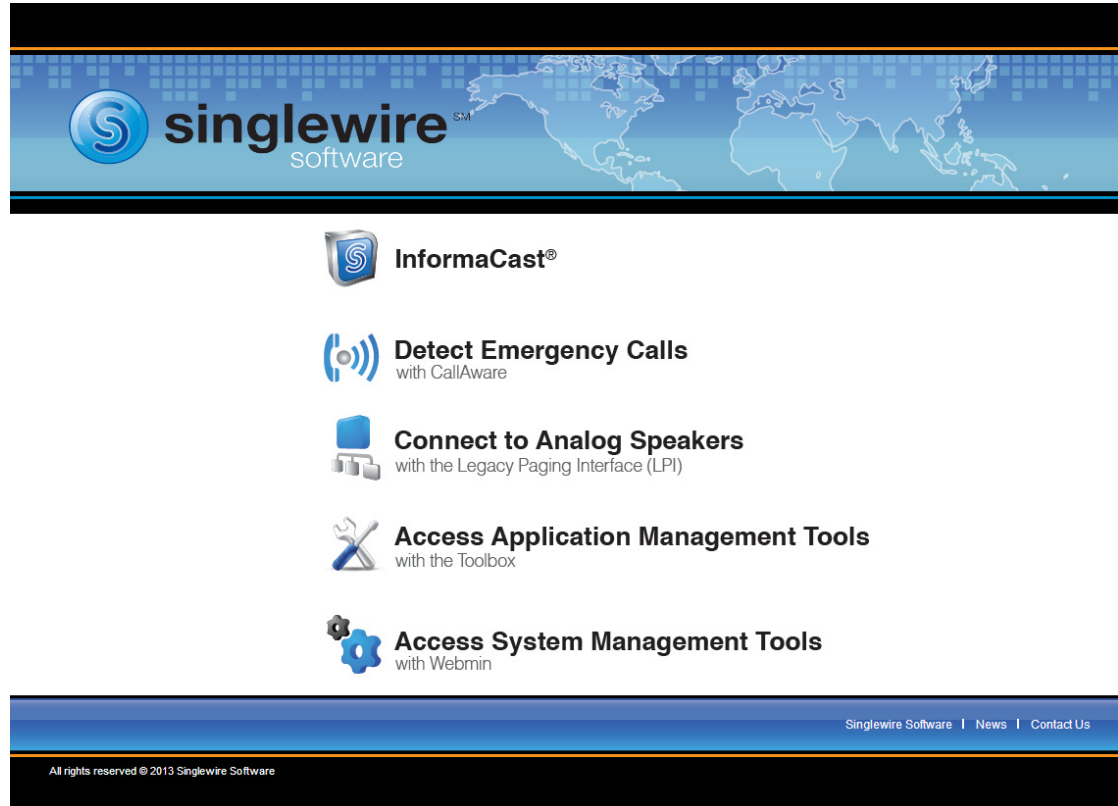 singlewire SM
software
InformaCast®
Detect Emergency Calls
with CallAware
Connect to Analog Speakers
with the Legacy Paging Interface (LPI)
Access Application Management Tools
with the Toolbox
Access System Management Tools
with Webmin
Singlewire Software | News | Contact Us
All rights reserved © 2013 Singlewire Software